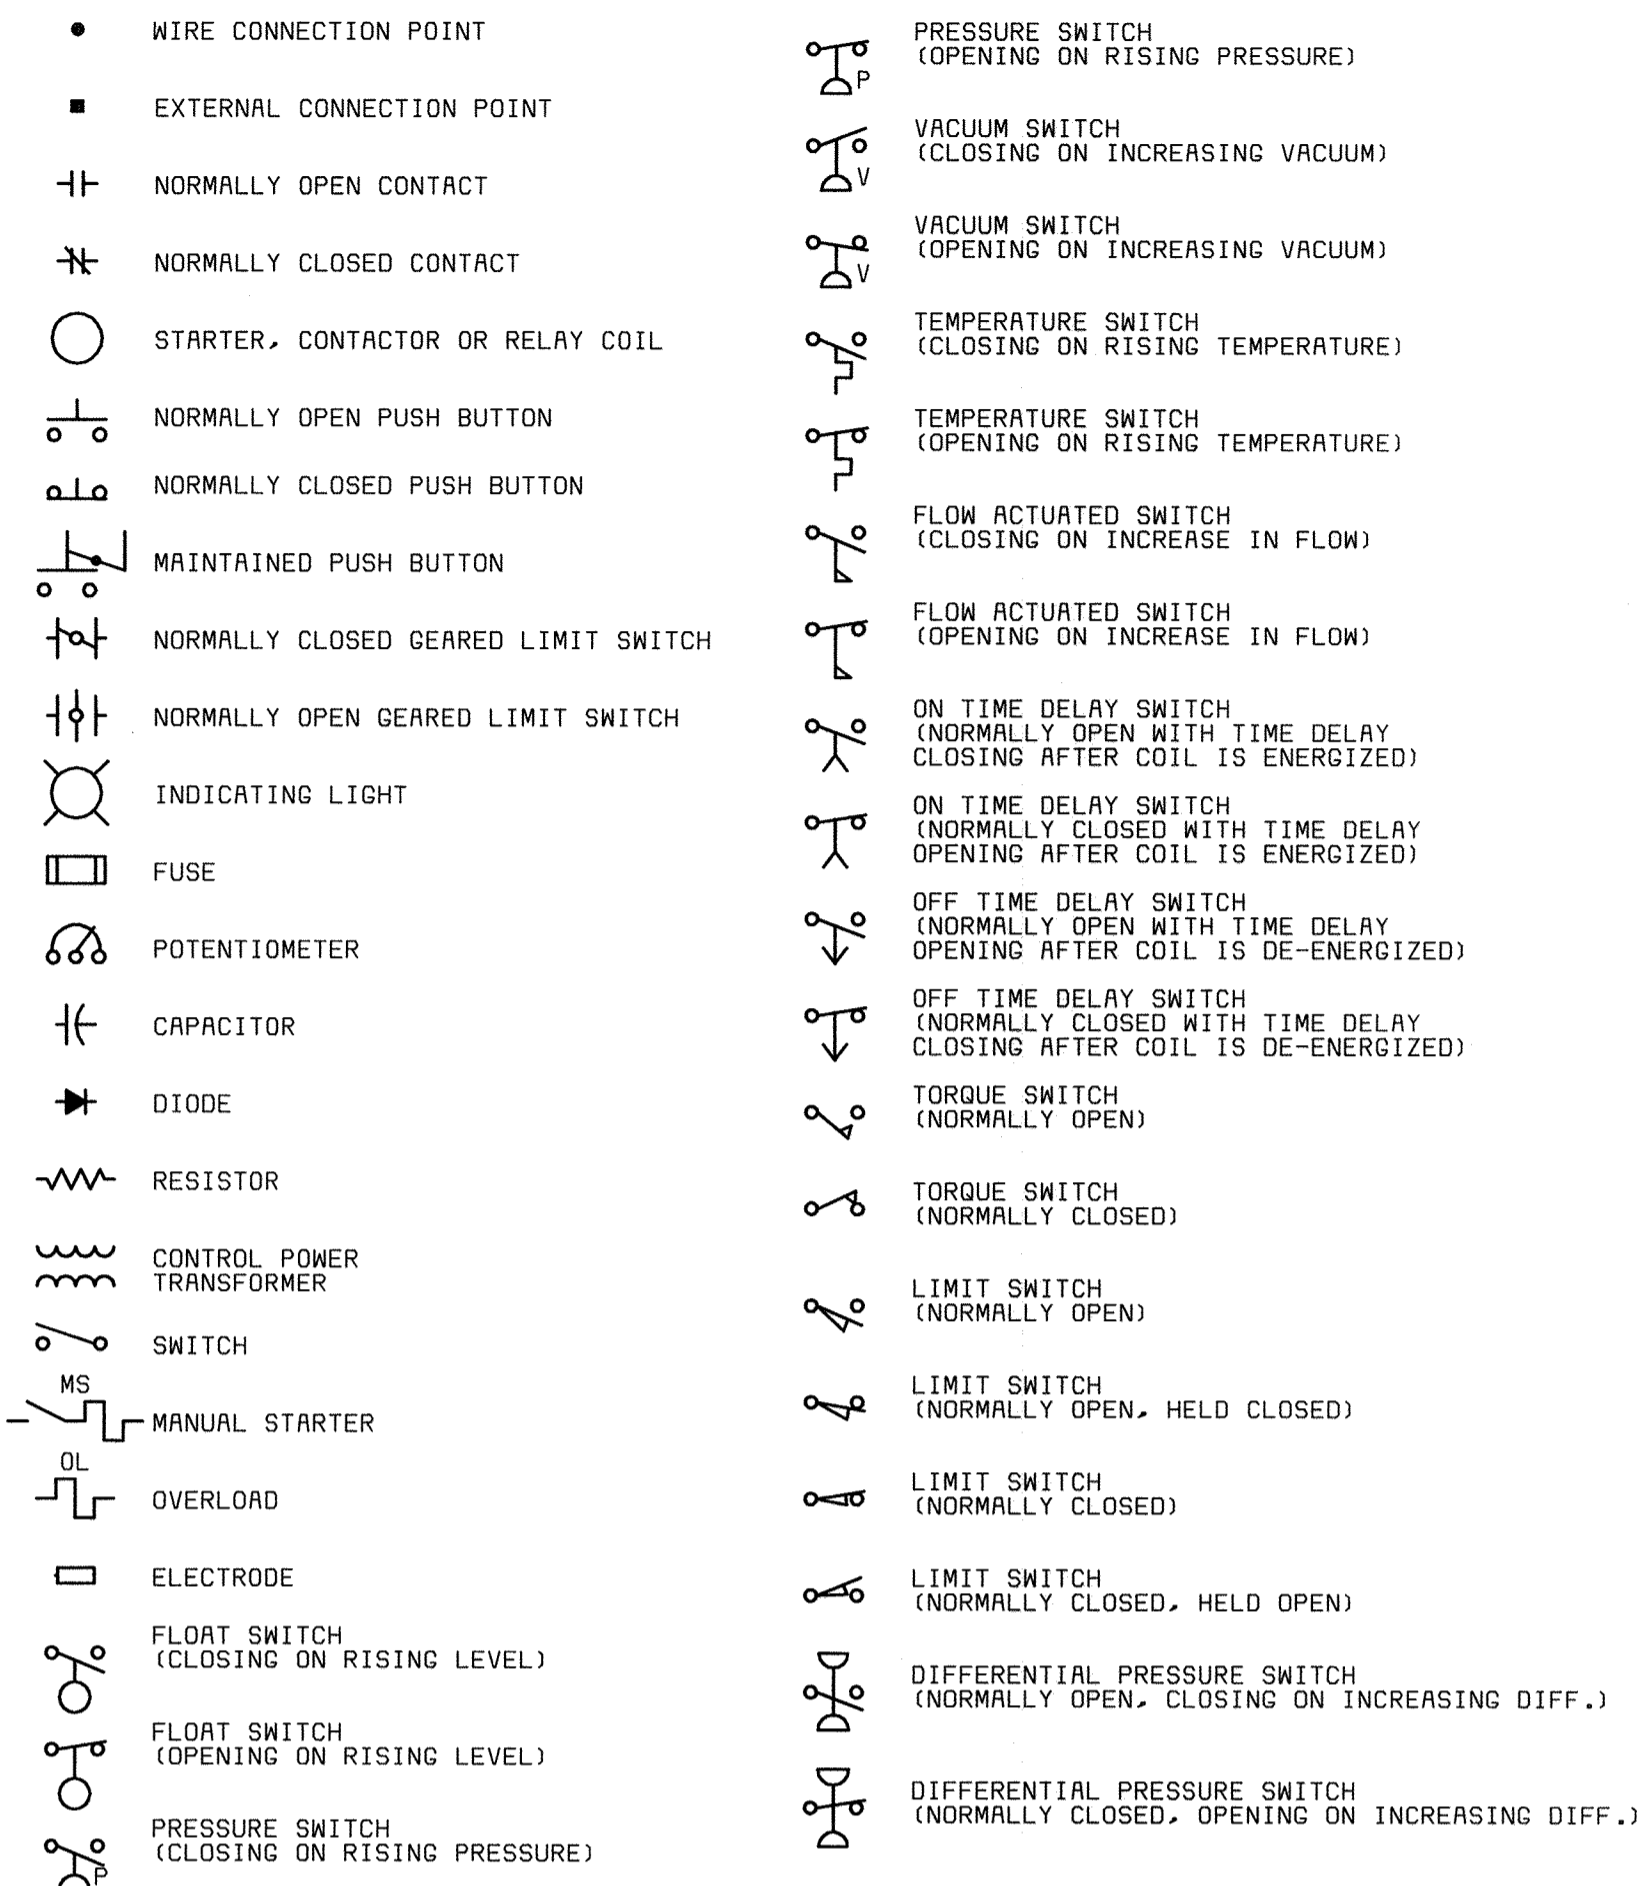 WIRE CONNECTION POINT
EXTERNAL CONNECTION POINT
NORMALLY OPEN CONTACT
NORMALLY CLOSED CONTACT
STARTER, CONTACTOR OR RELAY COIL
NORMALLY OPEN PUSH BUTTON
NORMALLY CLOSED PUSH BUTTON
MAINTAINED PUSH BUTTON
NORMALLY CLOSED GEARED LIMIT SWITCH
NORMALLY OPEN GEARED LIMIT SWITCH
INDICATING LIGHT
FUSE
POTENTIOMETER
CAPACITOR
DIODE
RESISTOR
CONTROL POWER
TRANSFORMER
SWITCH
MS
MANUAL STARTER
OL
OVERLOAD
ELECTRODE
FLOAT SWITCH
(CLOSING ON RISING LEVEL)
FLOAT SWITCH
(OPENING ON RISING LEVEL)
PRESSURE SWITCH
(CLOSING ON RISING PRESSURE)
P
PRESSURE SWITCH
(OPENING ON RISING PRESSURE)
P
VACUUM SWITCH
(CLOSING ON INCREASING VACUUM)
V
VACUUM SWITCH
(OPENING ON INCREASING VACUUM)
V
TEMPERATURE SWITCH
(CLOSING ON RISING TEMPERATURE)
TEMPERATURE SWITCH
(OPENING ON RISING TEMPERATURE)
FLOW ACTUATED SWITCH
(CLOSING ON INCREASE IN FLOW)
FLOW ACTUATED SWITCH
(OPENING ON INCREASE IN FLOW)
ON TIME DELAY SWITCH
(NORMALLY OPEN WITH TIME DELAY
CLOSING AFTER COIL IS ENERGIZED)
ON TIME DELAY SWITCH
(NORMALLY CLOSED WITH TIME DELAY
OPENING AFTER COIL IS ENERGIZED)
OFF TIME DELAY SWITCH
(NORMALLY OPEN WITH TIME DELAY
OPENING AFTER COIL IS DE-ENERGIZED)
OFF TIME DELAY SWITCH
(NORMALLY CLOSED WITH TIME DELAY
CLOSING AFTER COIL IS DE-ENERGIZED)
TORQUE SWITCH
(NORMALLY OPEN)
TORQUE SWITCH
(NORMALLY CLOSED)
LIMIT SWITCH
(NORMALLY OPEN)
LIMIT SWITCH
(NORMALLY OPEN, HELD CLOSED)
LIMIT SWITCH
(NORMALLY CLOSED)
LIMIT SWITCH
(NORMALLY CLOSED, HELD OPEN)
DIFFERENTIAL PRESSURE SWITCH
(NORMALLY OPEN, CLOSING ON INCREASING DIFF.)
DIFFERENTIAL PRESSURE SWITCH
(NORMALLY CLOSED, OPENING ON INCREASING DIFF.)